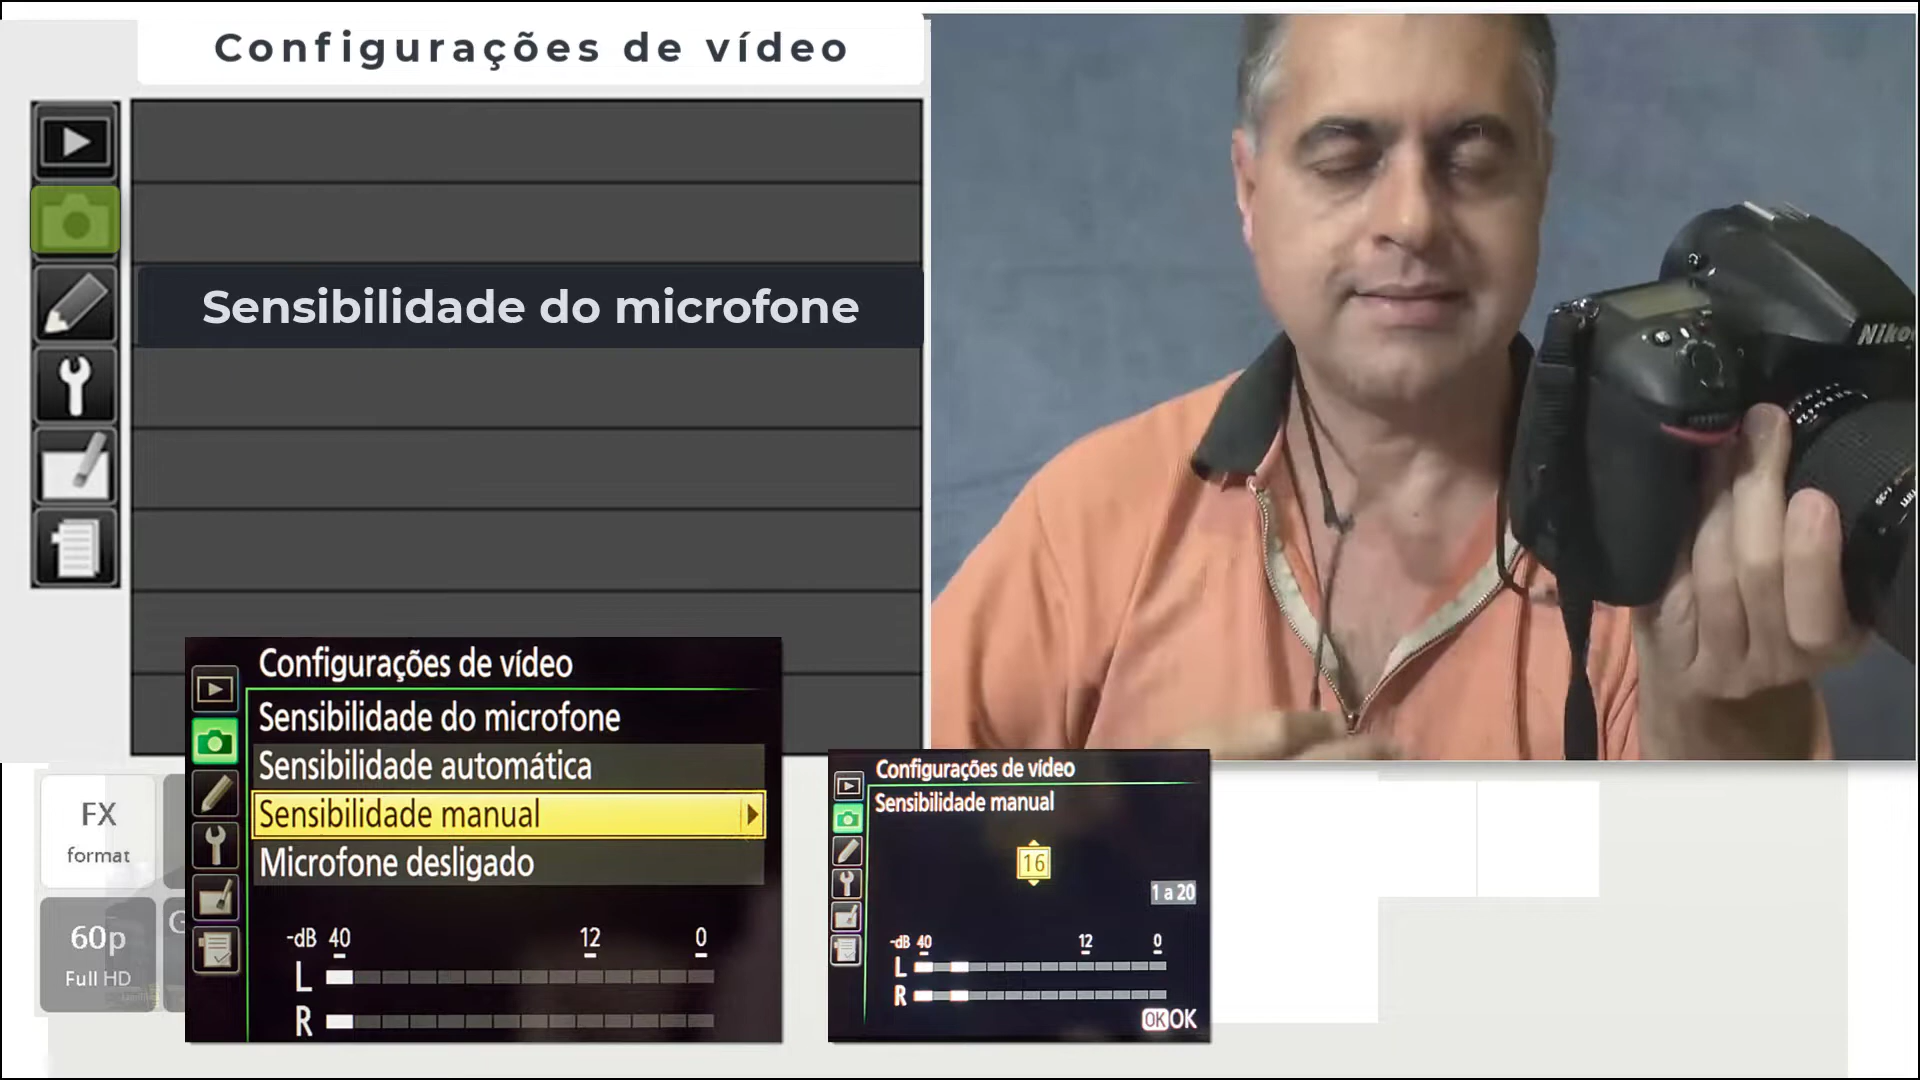 Configurações de vídeo
Sensibilidade do microfone
Configurações de vídeo
Sensibilidade do microfone
Sensibilidade automática
Sensibilidade manual
Microfone desligado
-dB 40 12 0
L
R
Configurações de vídeo
Sensibilidade manual
16
1 a 20
-dB 40 12 0
L
R
OK OK
FX
format
60p
Full HD
G